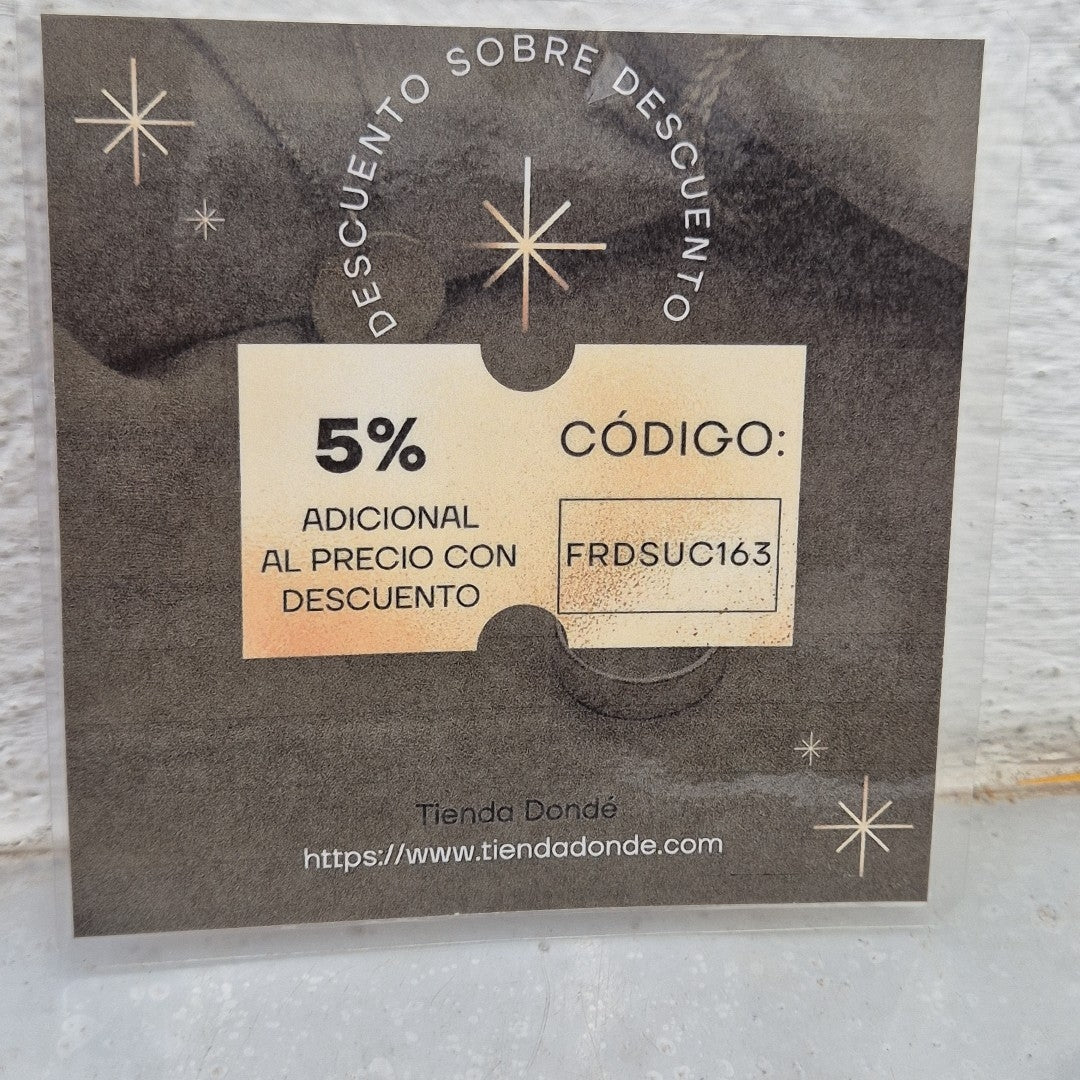 DESCUENTO SOBRE DESCUENTO
5%
ADICIONAL
AL PRECIO CON
DESCUENTO
CÓDIGO:
FRDSUC163
Tienda Dondé
https://www.tiendadonde.com